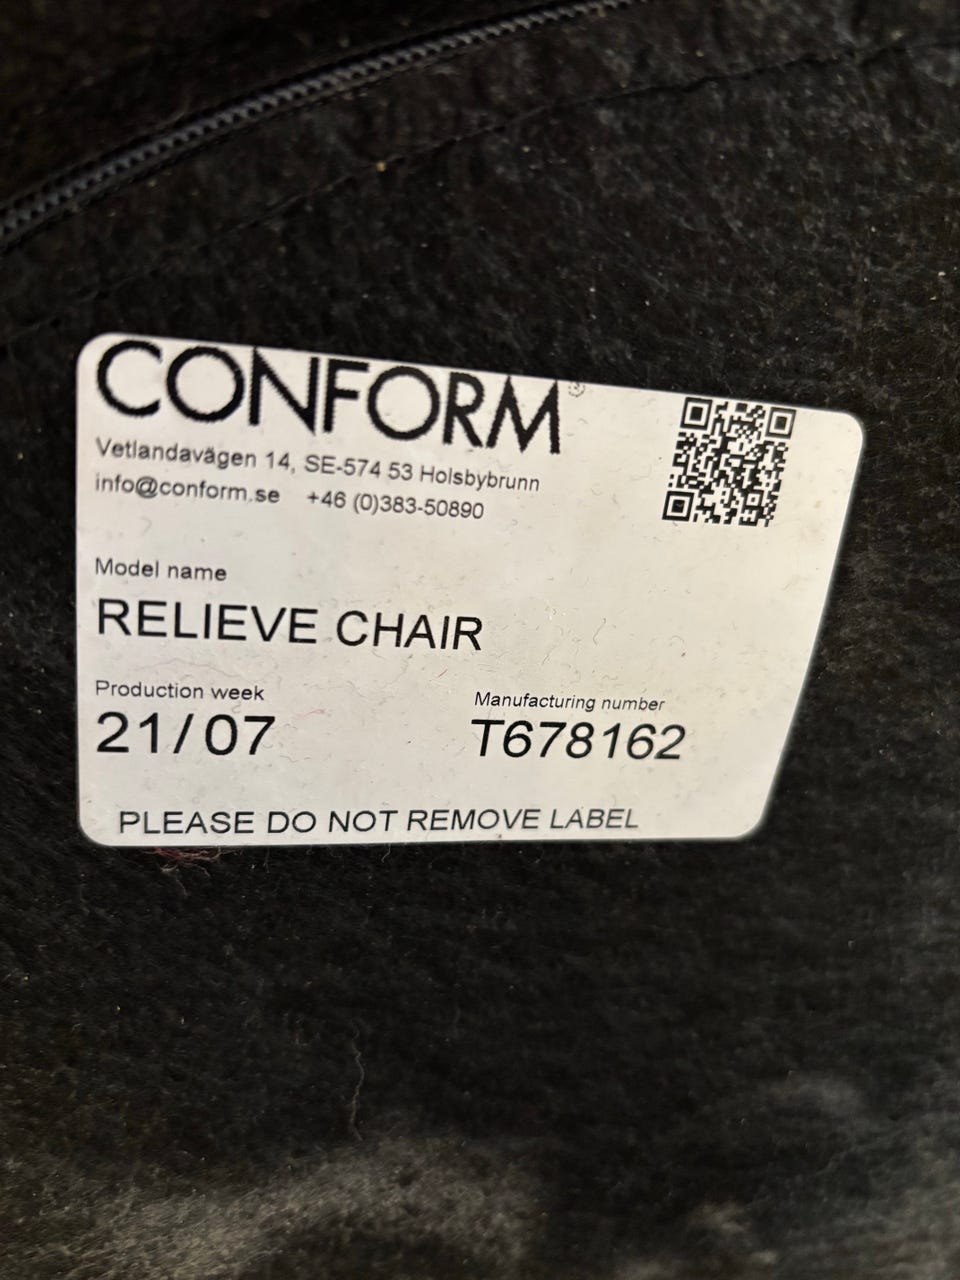 CONFORM®
Vetlandavägen 14, SE-574 53 Holsbybrunn
info@conform.se +46 (0)383-50890
Model name
RELIEVE CHAIR
Production week
21/07
Manufacturing number
T678162
PLEASE DO NOT REMOVE LABEL